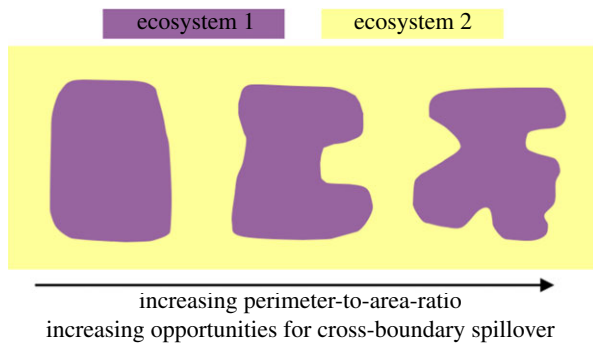 ecosystem 1
ecosystem 2
increasing perimeter-to-area-ratio
increasing opportunities for cross-boundary spillover